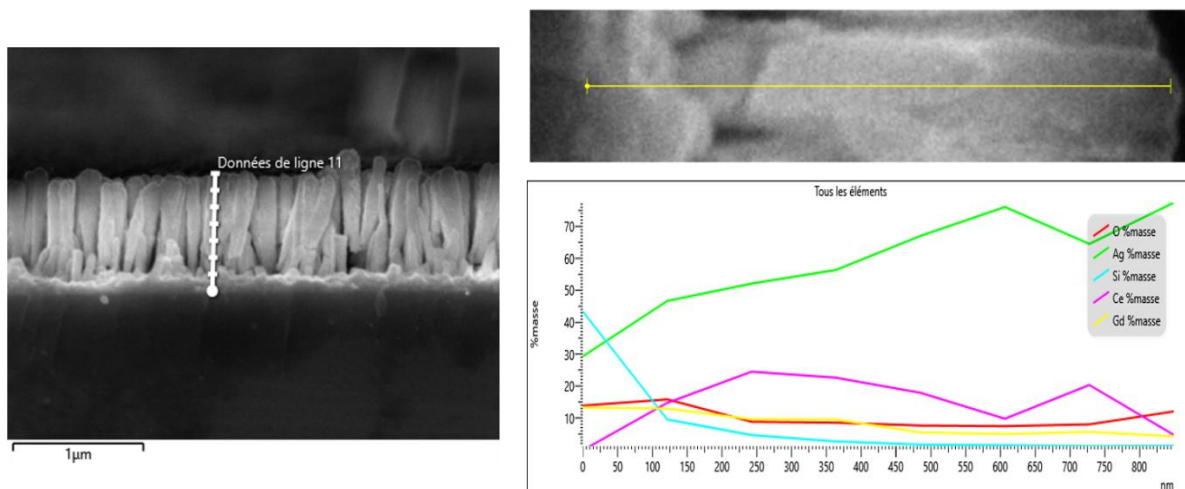 Données de ligne 11
1µm
Tous les éléments
%masse
70
60
50
40
30
20
10
O %masse
Ag %masse
Si %masse
Ce %masse
Gd %masse
0 50 100 150 200 250 300 350 400 450 500 550 600 650 700 750 800
nm